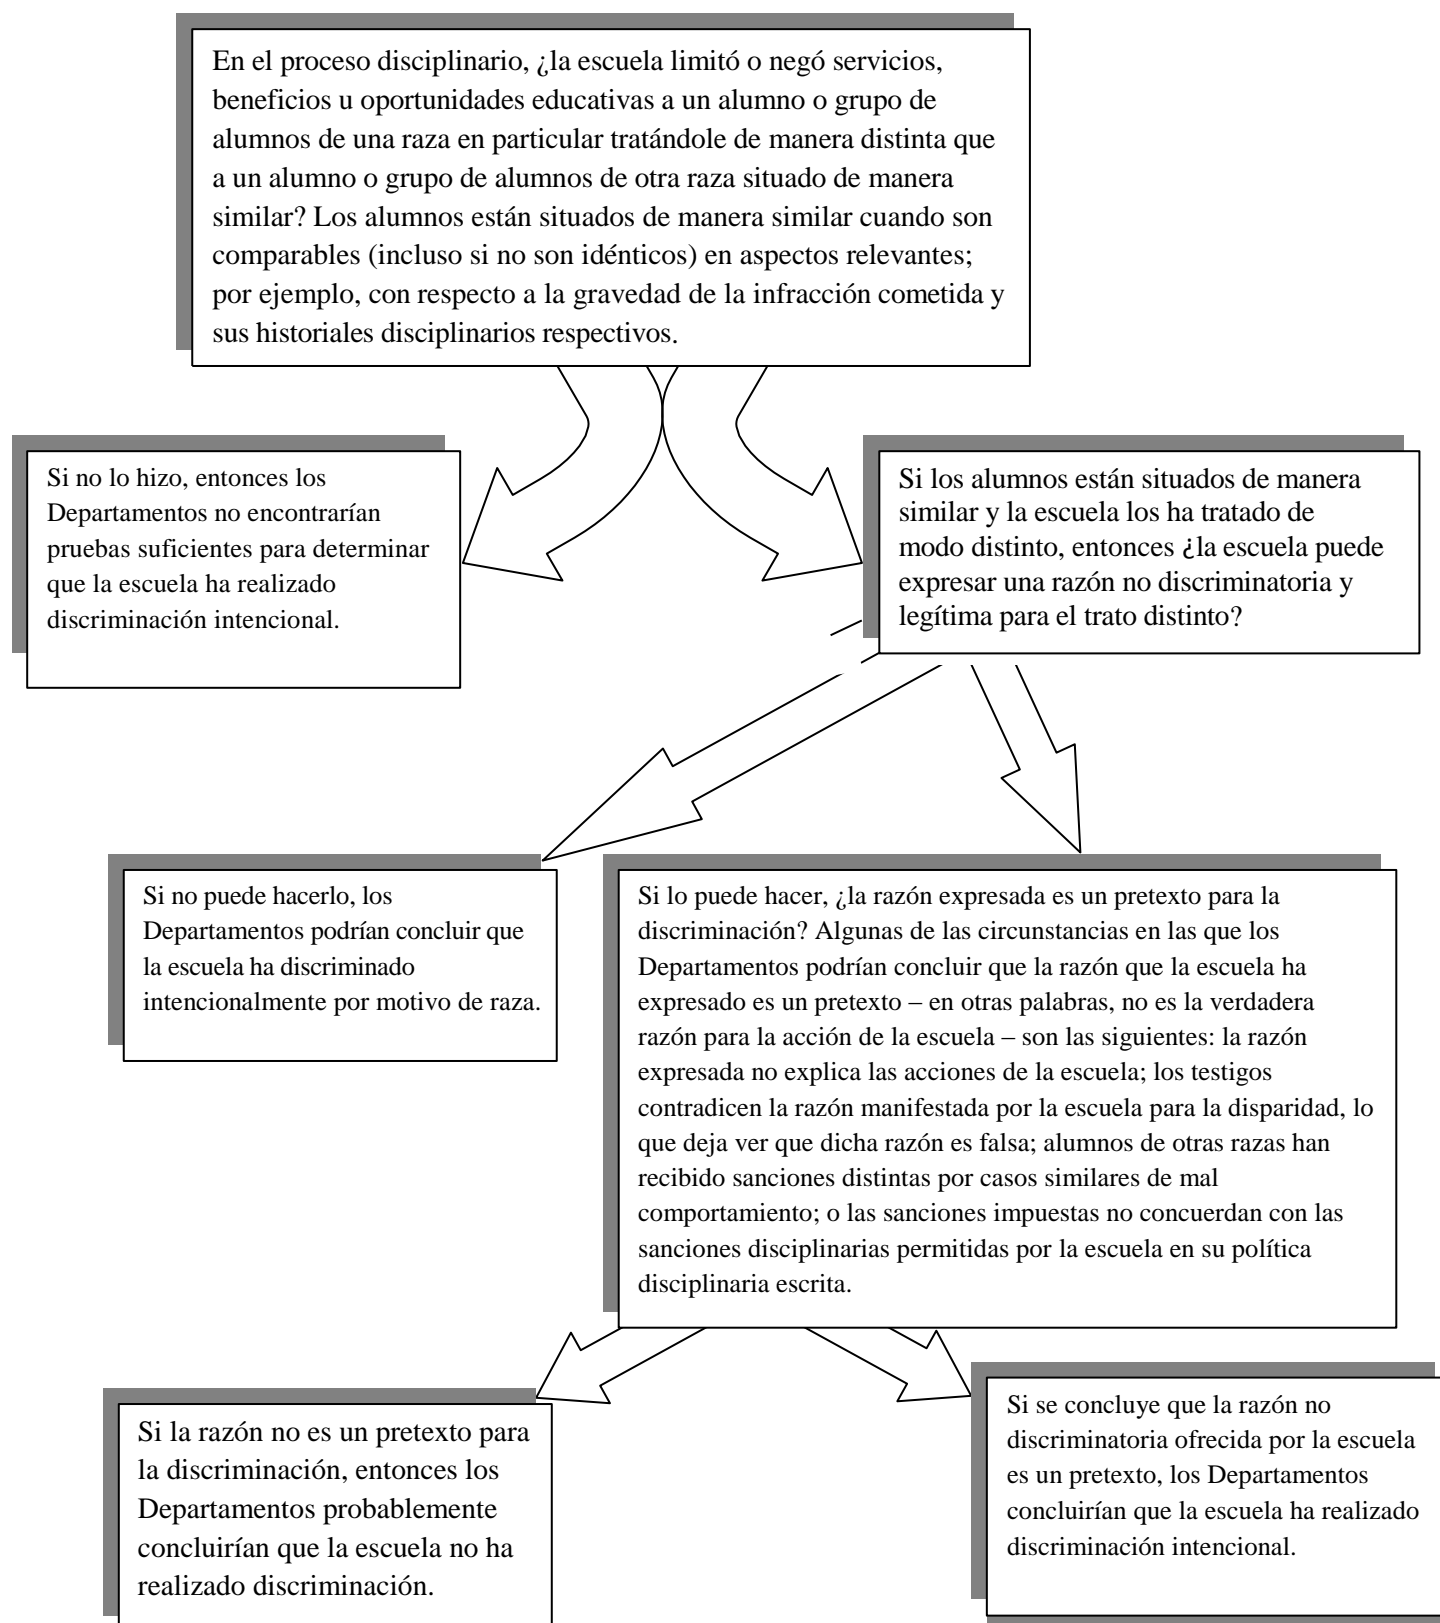 En el proceso disciplinario, ¿la escuela limitó o negó servicios,
beneficios u oportunidades educativas a un alumno o grupo de
alumnos de una raza en particular tratándole de manera distinta que
a un alumno o grupo de alumnos de otra raza situado de manera
similar? Los alumnos están situados de manera similar cuando son
comparables (incluso si no son idénticos) en aspectos relevantes;
por ejemplo, con respecto a la gravedad de la infracción cometida y
sus historiales disciplinarios respectivos.
Si no lo hizo, entonces los
Departamentos no encontrarían
pruebas suficientes para determinar
que la escuela ha realizado
discriminación intencional.
Si los alumnos están situados de manera
similar y la escuela los ha tratado de
modo distinto, entonces ¿la escuela puede
expresar una razón no discriminatoria y
legítima para el trato distinto?
Si no puede hacerlo, los
Departamentos podrían concluir que
la escuela ha discriminado
intencionalmente por motivo de raza.
Si lo puede hacer, ¿la razón expresada es un pretexto para la
discriminación? Algunas de las circunstancias en las que los
Departamentos podrían concluir que la razón que la escuela ha
expresado es un pretexto – en otras palabras, no es la verdadera
razón para la acción de la escuela – son las siguientes: la razón
expresada no explica las acciones de la escuela; los testigos
contradicen la razón manifestada por la escuela para la disparidad, lo
que deja ver que dicha razón es falsa; alumnos de otras razas han
recibido sanciones distintas por casos similares de mal
comportamiento; o las sanciones impuestas no concuerdan con las
sanciones disciplinarias permitidas por la escuela en su política
disciplinaria escrita.
Si la razón no es un pretexto para
la discriminación, entonces los
Departamentos probablemente
concluirían que la escuela no ha
realizado discriminación.
Si se concluye que la razón no
discriminatoria ofrecida por la escuela
es un pretexto, los Departamentos
concluirían que la escuela ha realizado
discriminación intencional.